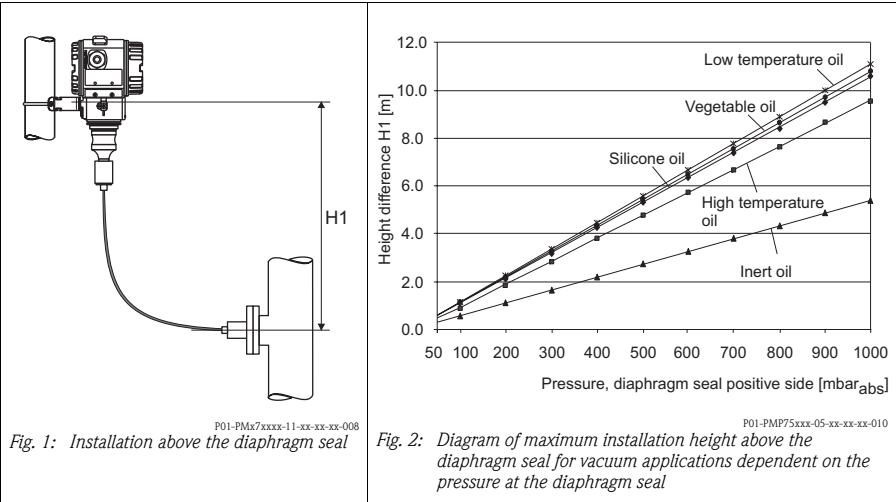 H1
P01-PMx7xxxx-11-xx-xx-xx-008
Fig. 1: Installation above the diaphragm seal
Height difference H1 [m]
12.0
10.0
8.0
6.0
4.0
2.0
0.0
Low temperature oil
Vegetable oil
Silicone oil
High temperature
oil
Inert oil
50 100 200 300 400 500 600 700 800 900 1000
Pressure, diaphragm seal positive side [mbarabs]
P01-PMP75xxx-05-xx-xx-xx-010
Fig. 2: Diagram of maximum installation height above the
diaphragm seal for vacuum applications dependent on the
pressure at the diaphragm seal